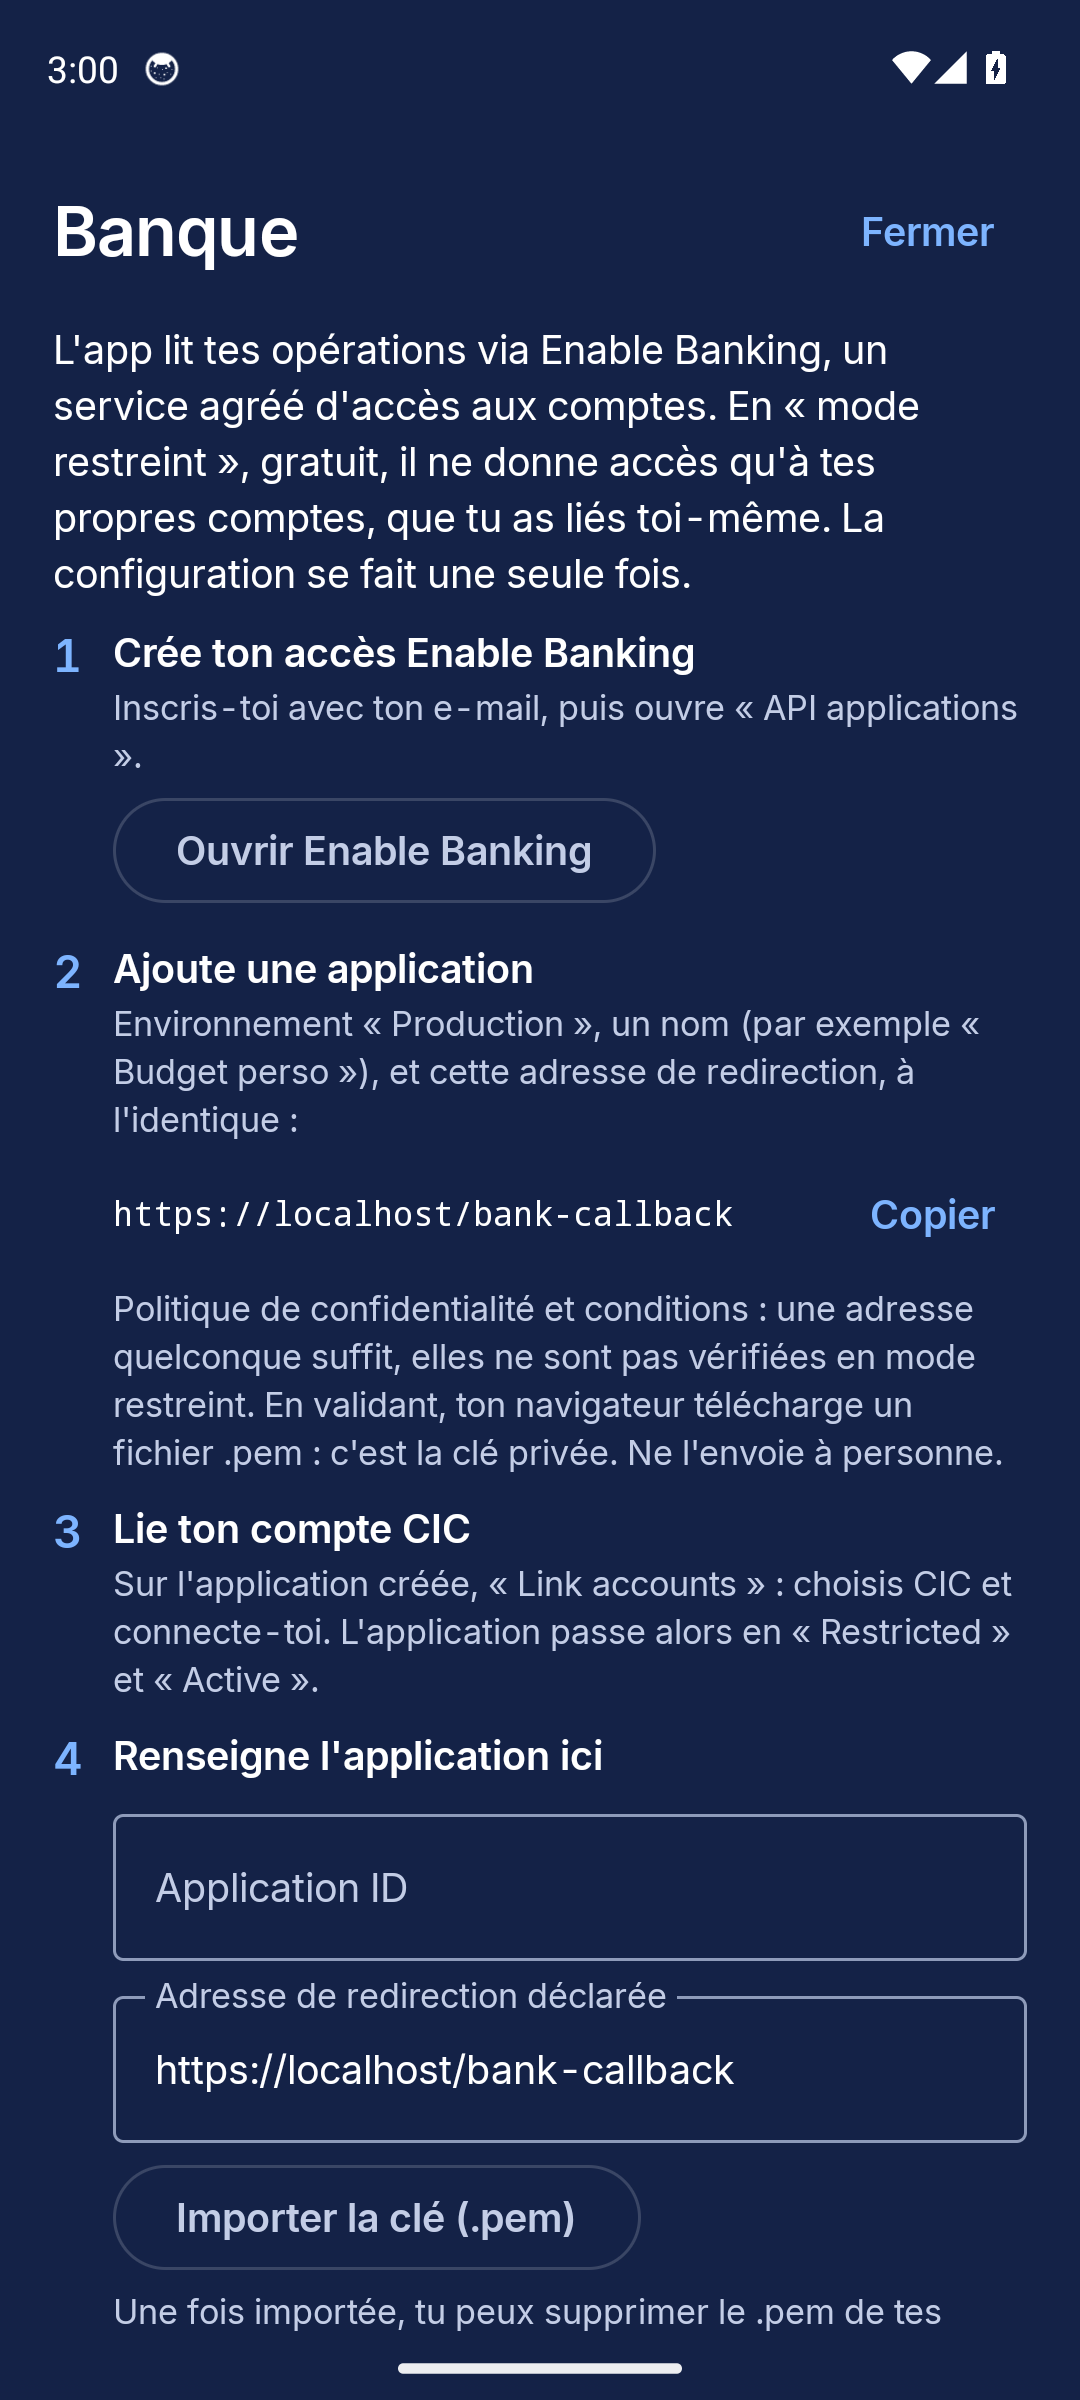 3:00
Banque
Fermer
L'app lit tes opérations via Enable Banking, un
service agréé d'accès aux comptes. En « mode
restreint », gratuit, il ne donne accès qu'à tes
propres comptes, que tu as liés toi-même. La
configuration se fait une seule fois.
1 Crée ton accès Enable Banking
Inscris-toi avec ton e-mail, puis ouvre « API applications
».
Ouvrir Enable Banking
2 Ajoute une application
Environnement « Production », un nom (par exemple «
Budget perso »), et cette adresse de redirection, à
l'identique :
https://localhost/bank-callback
Copier
Politique de confidentialité et conditions : une adresse
quelconque suffit, elles ne sont pas vérifiées en mode
restreint. En validant, ton navigateur télécharge un
fichier .pem : c'est la clé privée. Ne l'envoie à personne.
3 Lie ton compte CIC
Sur l'application créée, « Link accounts » : choisis CIC et
connecte-toi. L'application passe alors en « Restricted »
et « Active ».
4 Renseigne l'application ici
Application ID
Adresse de redirection déclarée
https://localhost/bank-callback
Importer la clé (.pem)
Une fois importée, tu peux supprimer le .pem de tes